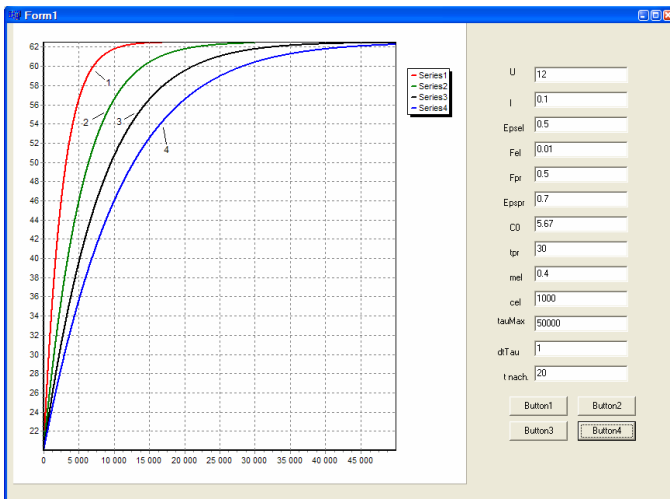 Form1
62
60
58
56
54
52
50
48
46
44
42
40
38
36
34
32
30
28
26
24
22
0 5 000 10 000 15 000 20 000 25 000 30 000 35 000 40 000 45 000
1
2
3
4
Series1
Series2
Series3
Series4
U 12
I 0.1
Epsel 0.5
Fel 0.01
Fpr 0.5
Epspr 0.7
C0 5.67
tpr 30
mel 0.4
cel 1000
tauMax 50000
dtTau 1
t nach. 20
Button1 Button2
Button3 Button4